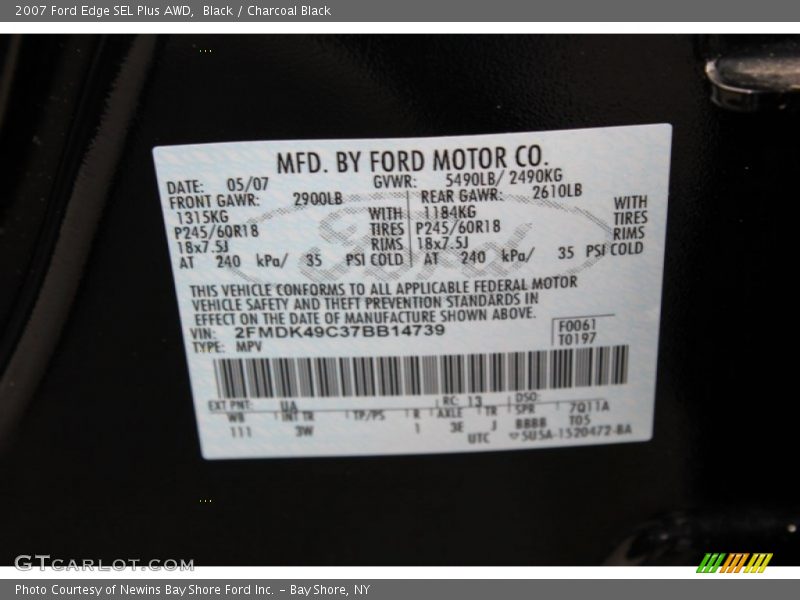 2007 Ford Edge SEL Plus AWD, Black / Charcoal Black
MFD. BY FORD MOTOR CO.
DATE: 05/07 GVWR: 5490LB/ 2490KG
FRONT GAWR: 2900LB REAR GAWR: 2610LB
1315KG WITH 1184KG WITH
P245/60R18 TIRES P245/60R18 TIRES
18x7.5J RIMS 18x7.5J RIMS
AT 240 kPa/ 35 PSI COLD AT 240 kPa/ 35 PSI COLD
Ford
THIS VEHICLE CONFORMS TO ALL APPLICABLE FEDERAL MOTOR
VEHICLE SAFETY AND THEFT PREVENTION STANDARDS IN
EFFECT ON THE DATE OF MANUFACTURE SHOWN ABOVE.
VIN: 2FMDK49C37BB14739 F0061
TYPE: MPV T0197
EXT PNT: UA RC: 13 DSO:
WB INT TR TP/PS R AXLE TR SPR 7Q11A
111 3W 1 3E J BBBB T05
UTC 5U5A-1520472-BA
GTCARLOT.COM
Photo Courtesy of Newins Bay Shore Ford Inc. - Bay Shore, NY